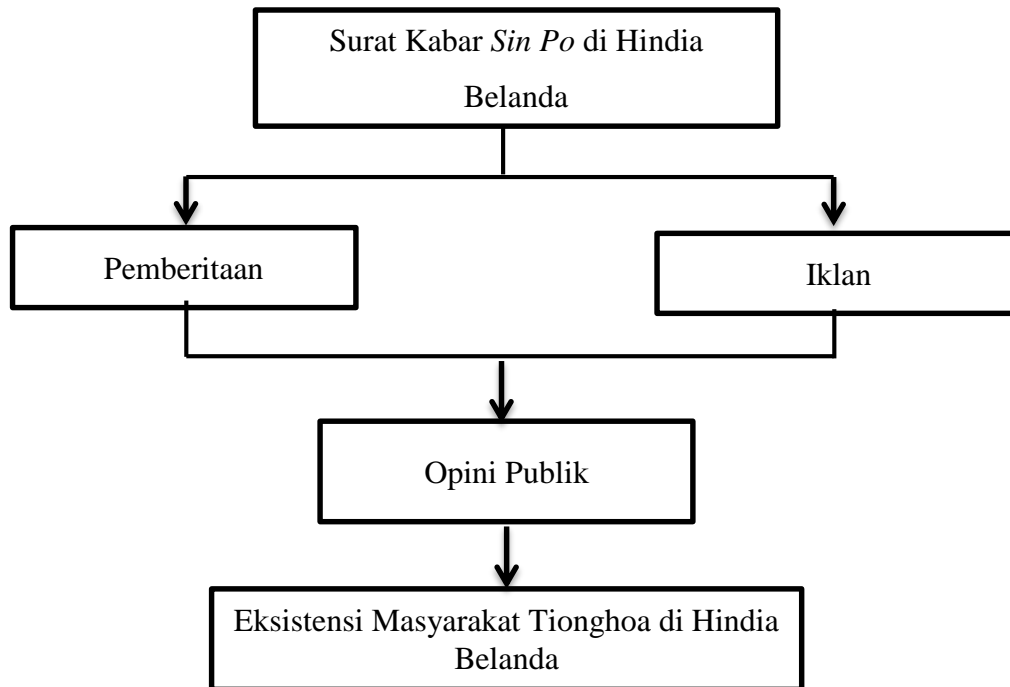 Surat Kabar Sin Po di Hindia
Belanda
Pemberitaan
Iklan
Opini Publik
Eksistensi Masyarakat Tionghoa di Hindia
Belanda